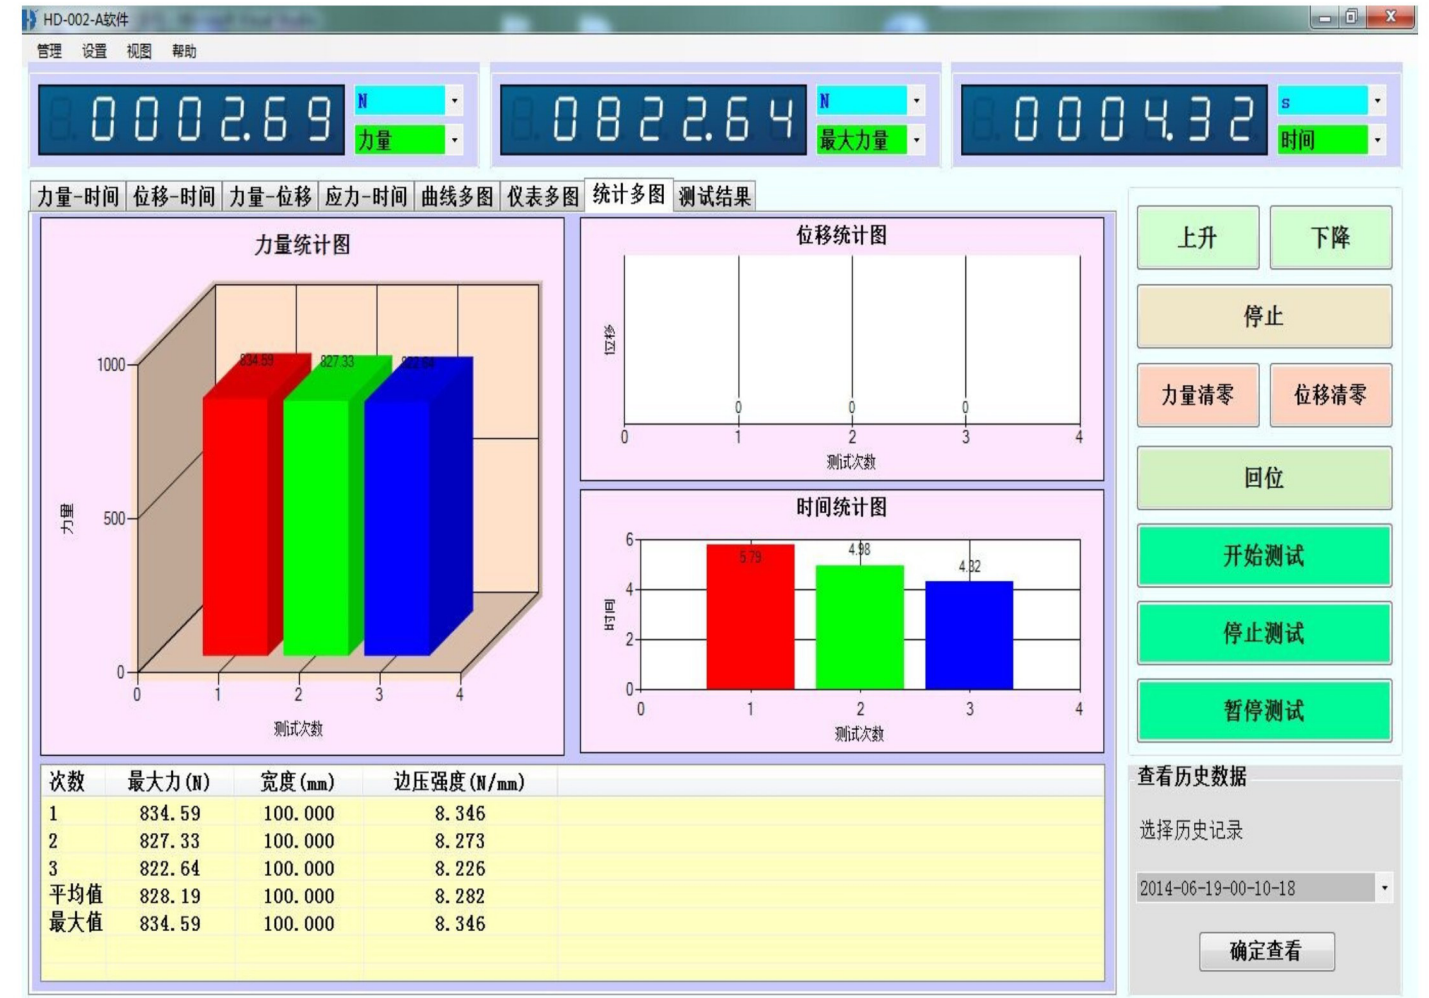 HD-002-A软件
管理 设置 视图 帮助
0002.69 N 力量
0822.64 N 最大力量
0004.32 s 时间
力量-时间 位移-时间 力量-位移 应力-时间 曲线多图 仪表多图 统计多图 测试结果
力量统计图
834.59 827.33 822.64
1000
500
0
力量
0 1 2 3 4
测试次数
位移统计图
位移
0 0 0
0 1 2 3 4
测试次数
时间统计图
5.79 4.98 4.32
6
4
2
0
时间
0 1 2 3 4
测试次数
上升 下降
停止
力量清零 位移清零
回位
开始测试
停止测试
暂停测试
次数 最大力(N) 宽度(mm) 边压强度(N/mm)
1 834.59 100.000 8.346
2 827.33 100.000 8.273
3 822.64 100.000 8.226
平均值 828.19 100.000 8.282
最大值 834.59 100.000 8.346
查看历史数据
选择历史记录
2014-06-19-00-10-18
确定查看